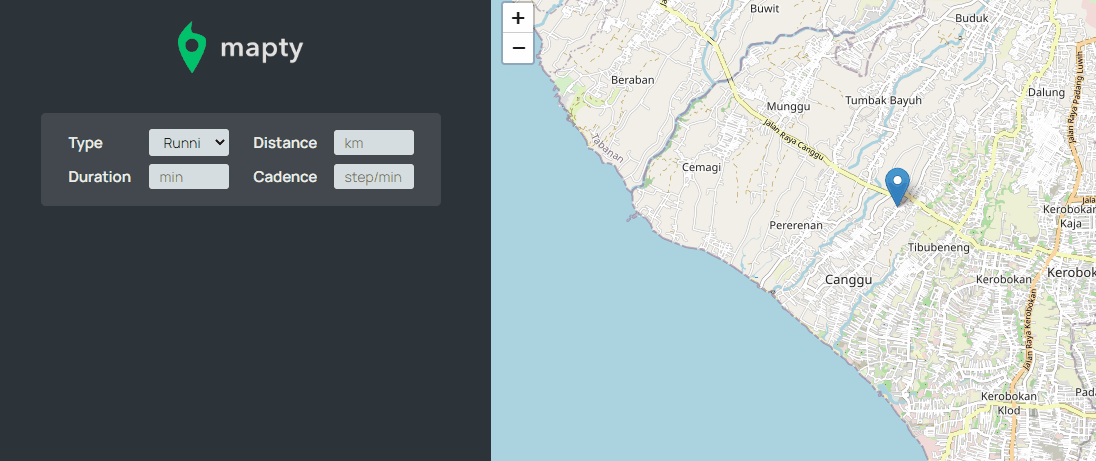 mapty
Type
Runni
Distance
km
Duration
min
Cadence
step/min
+
−
Buwit
Buduk
Beraban
Dalung
Munggu
Tumbak Bayuh
Jalan Raya Padang Luwih
Jalan Raya Canggu
Tabanan
Cemagi
Jala
Kerobokan
Kaja
Pererenan
Tibubeneng
Canggu
Kerobokan
Kerobok
Jalan Raya Kerobokan
Kerobokan
Klod
Pada